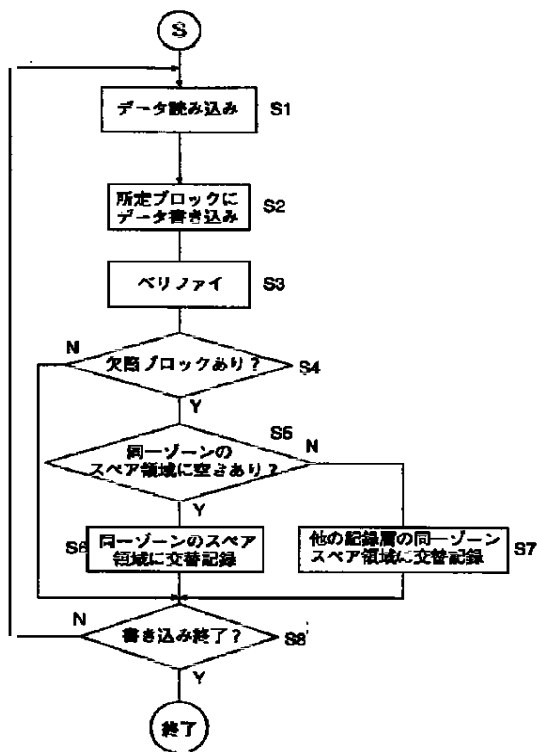 S
データ読み込み
S1
所定ブロックに
データ書き込み
S2
ベリファイ
S3
N
欠陥ブロックあり?
S4
Y
S5
同一ゾーンの
スペア領域に空きあり?
N
Y
S6
同一ゾーンのスペア
領域に交替記録
他の記録層の同一ゾーン
スペア領域に交替記録
S7
N
書き込み終了?
S8
Y
終了